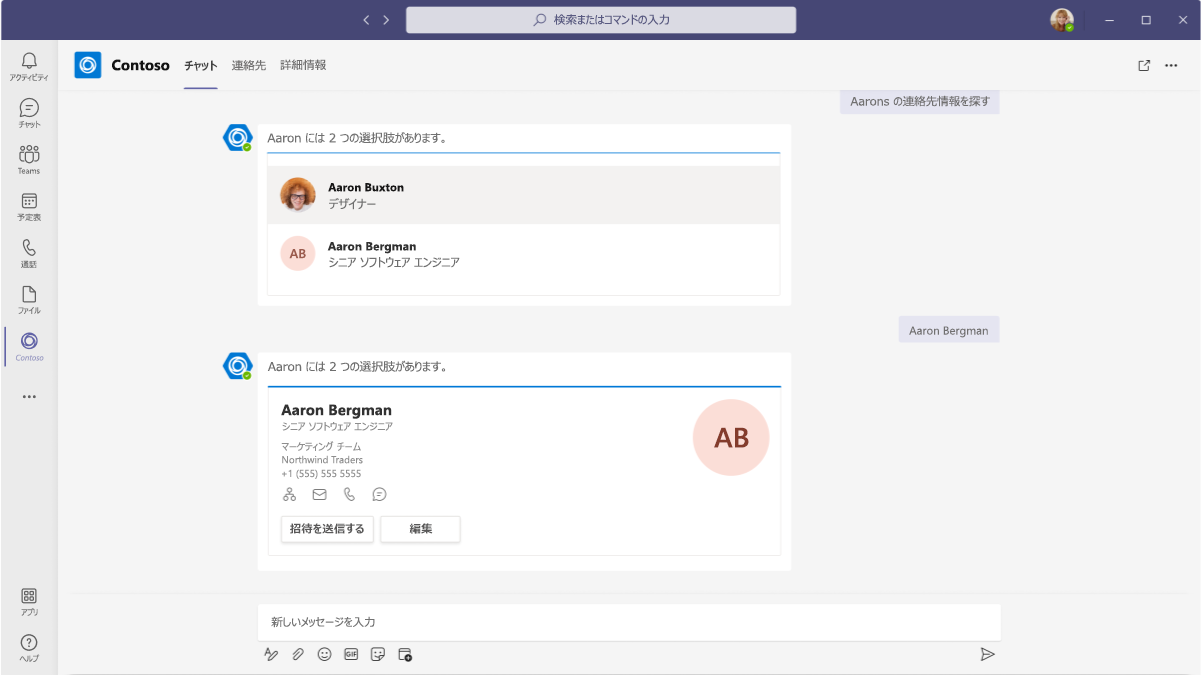 検索またはコマンドの入力
アクティビティ
チャット
Teams
予定表
通話
ファイル
Contoso
アプリ
ヘルプ
Contoso
チャット
連絡先
詳細情報
Aarons の連絡先情報を探す
Aaron には 2 つの選択肢があります。
Aaron Buxton
デザイナー
AB
Aaron Bergman
シニア ソフトウェア エンジニア
Aaron Bergman
Aaron には 2 つの選択肢があります。
Aaron Bergman
シニア ソフトウェア エンジニア
マーケティング チーム
Northwind Traders
+1 (555) 555 5555
AB
招待を送信する
編集
新しいメッセージを入力
GIF